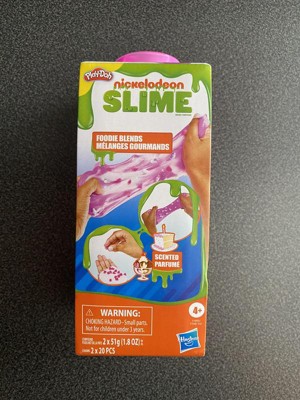 Play-Doh
nickelodeon
SLIME
FOODIE BLENDS
MÉLANGES GOURMANDS
SCENTED
PARFUMÉ
WARNING:
CHOKING HAZARD–Small parts.
Not for children under 3 years.
4+
2 x 51g (1.8 OZ)
2 x 20 PCS
Hasbro